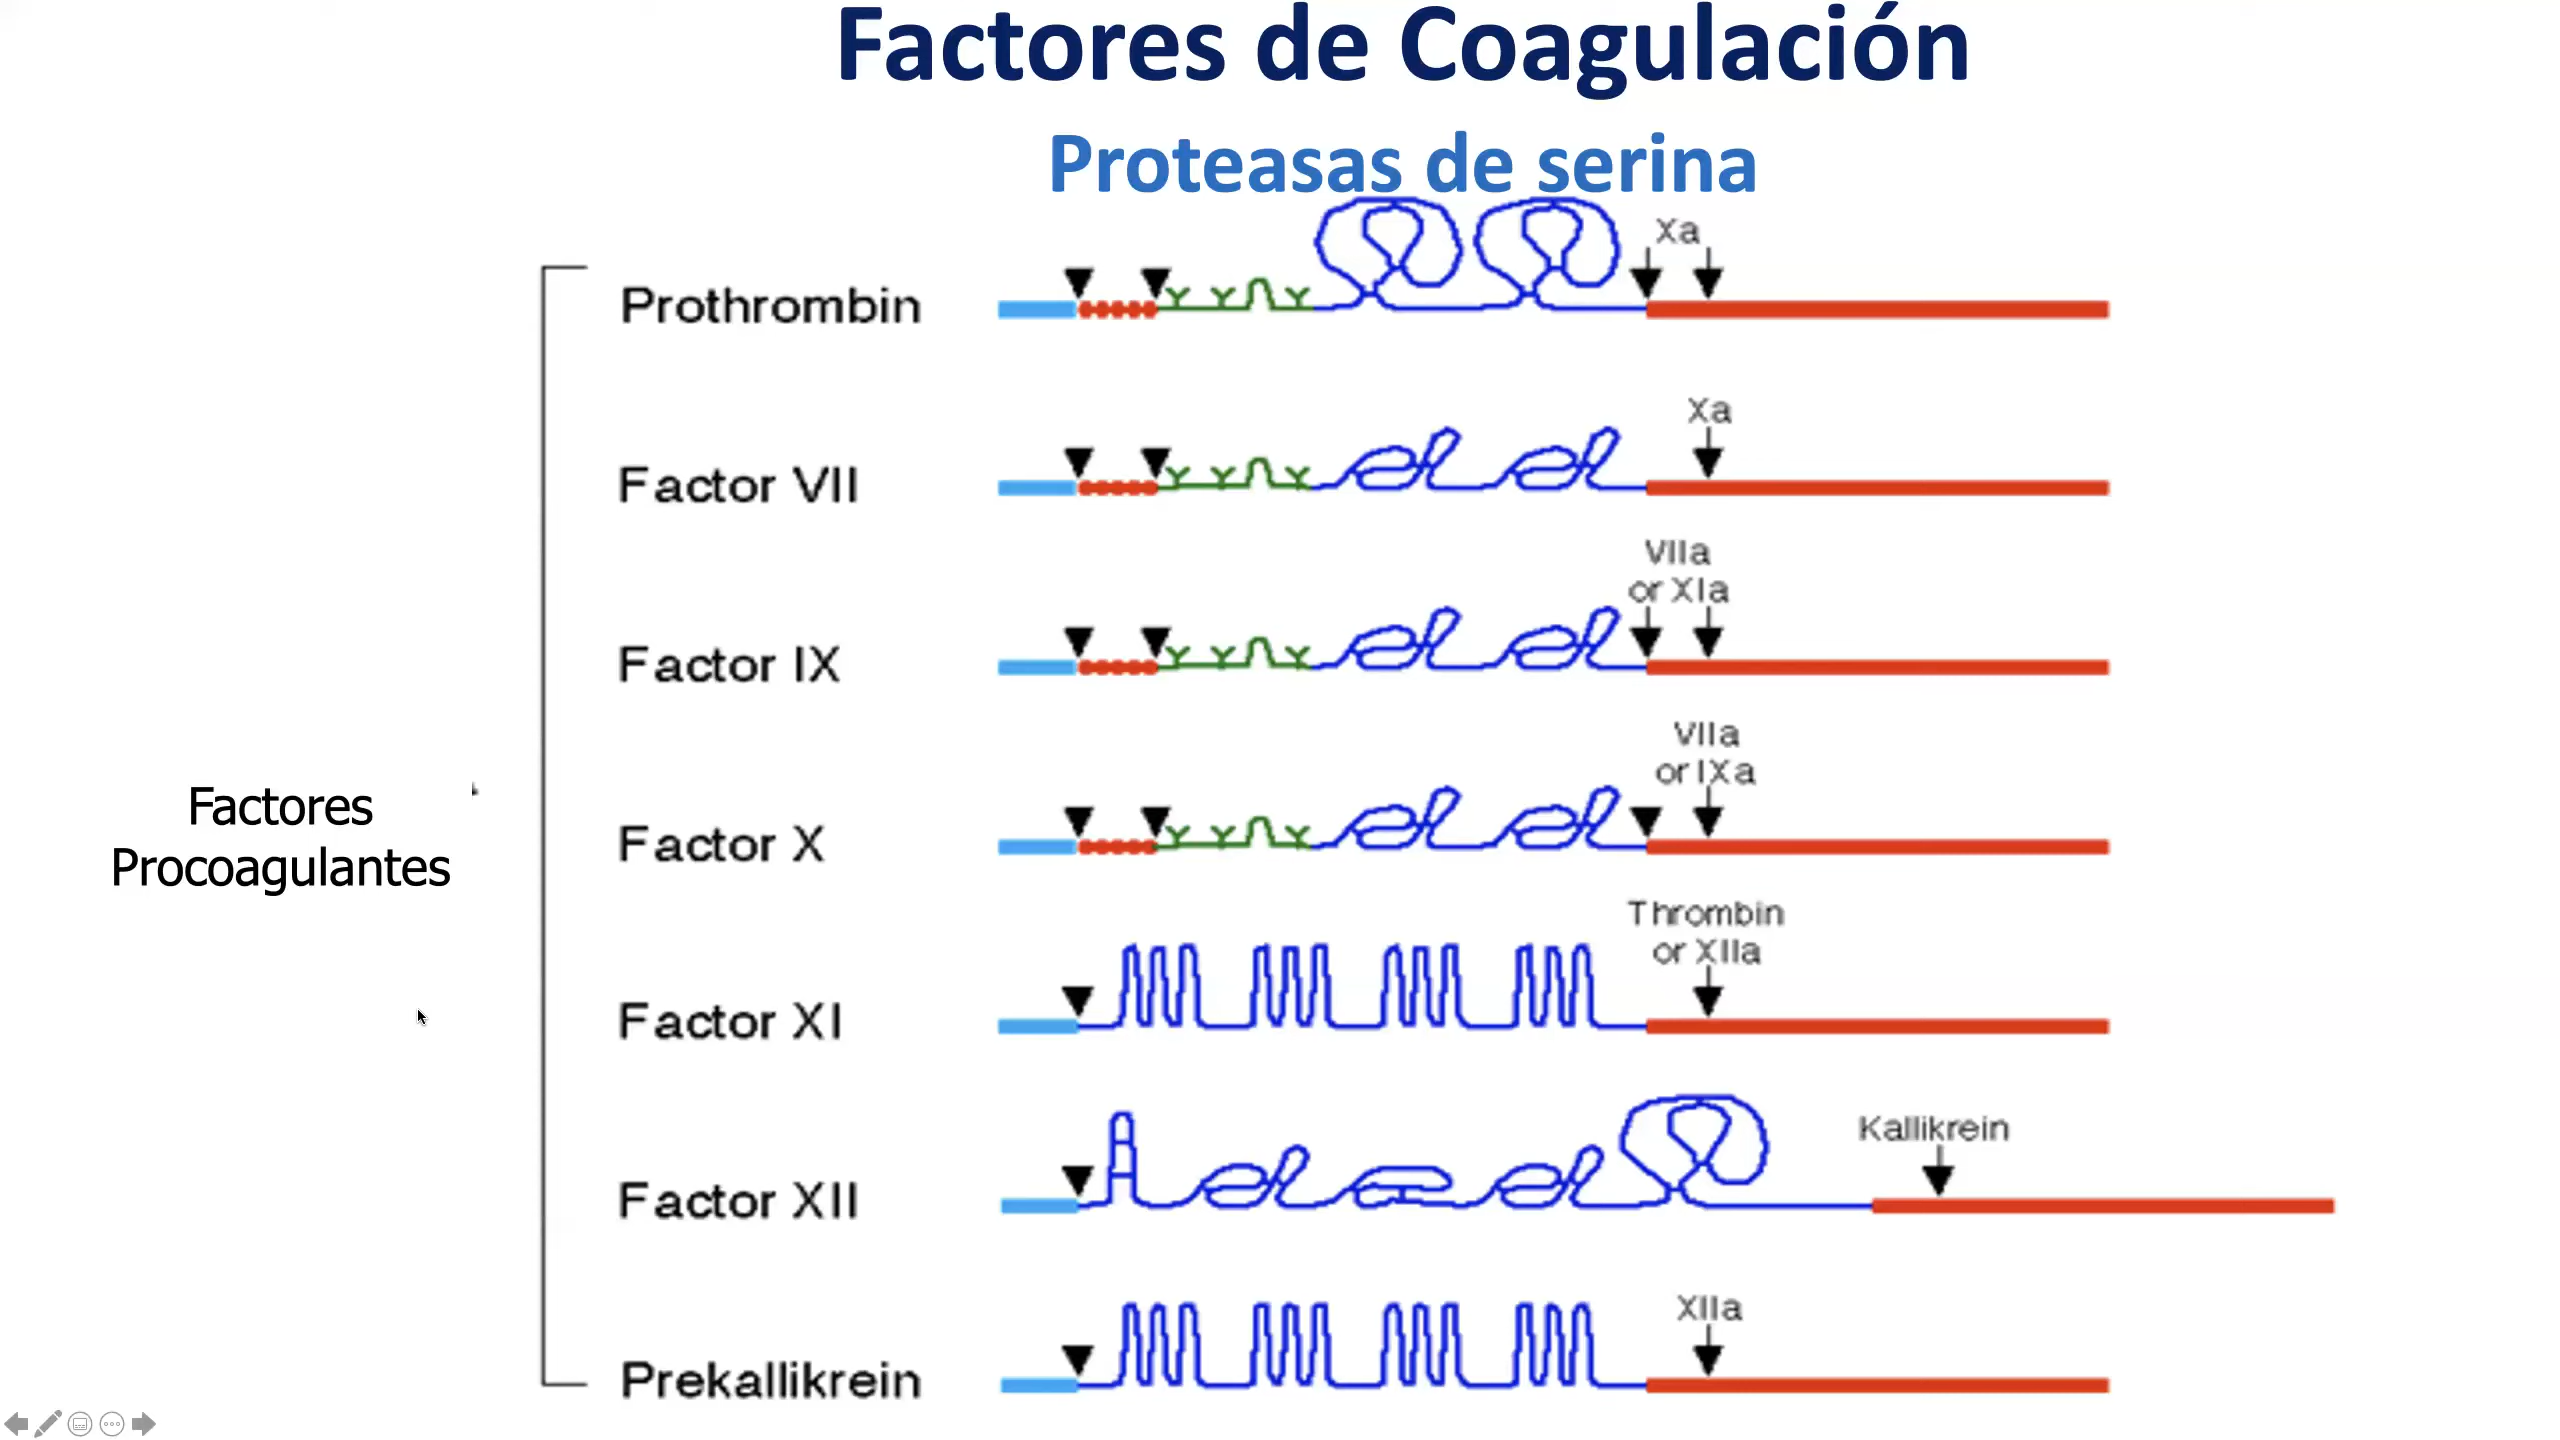 Factores de Coagulación
Proteasas de serina
Xa
Prothrombin
Xa
Factor VII
VIIa
or XIa
Factor IX
VIIa
or IXa
Factor X
Factores
Procoagulantes
Thrombin
or XIIa
Factor XI
Kallikrein
Factor XII
XIIa
Prekallikrein